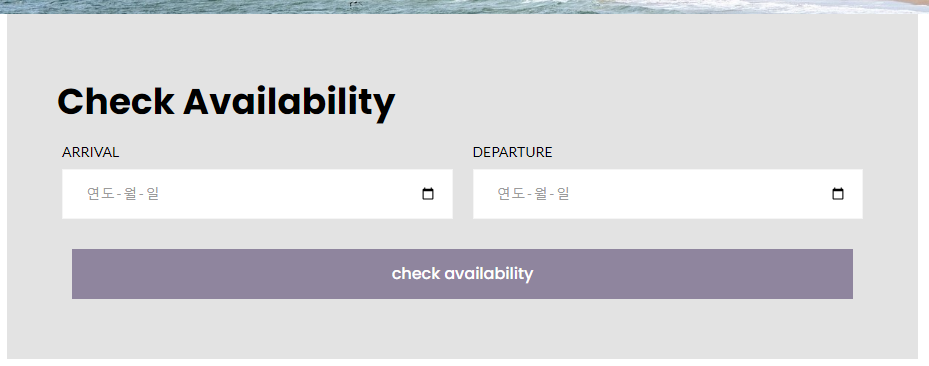 Check Availability
ARRIVAL
DEPARTURE
연도-월-일
연도-월-일
check availability